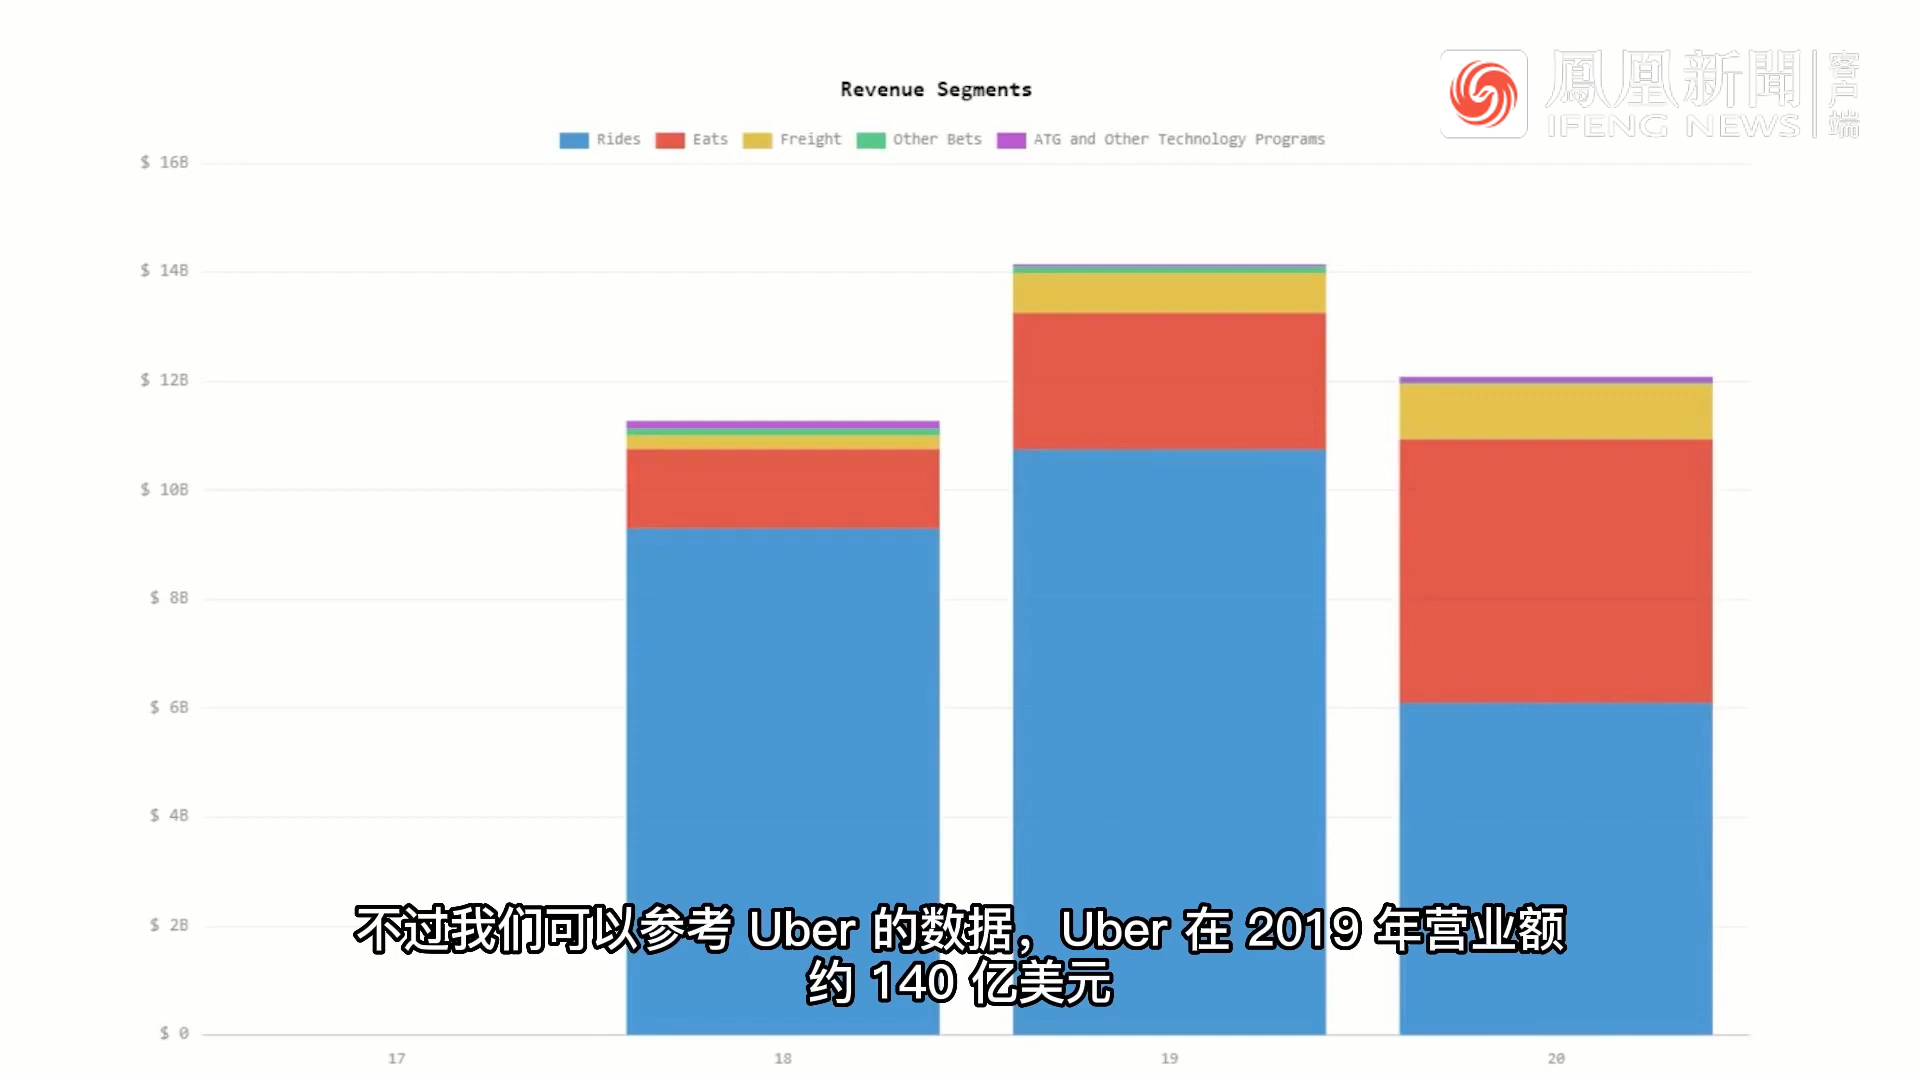 鳳凰新聞
客户端
IFENG NEWS
Revenue Segments
Rides Eats Freight Other Bets ATG and Other Technology Programs
$ 16B
$ 14B
$ 12B
$ 10B
$ 8B
$ 6B
$ 4B
$ 2B
$ 0
17 18 19 20
不过我们可以参考 Uber 的数据，Uber 在 2019 年营业额
约 140 亿美元